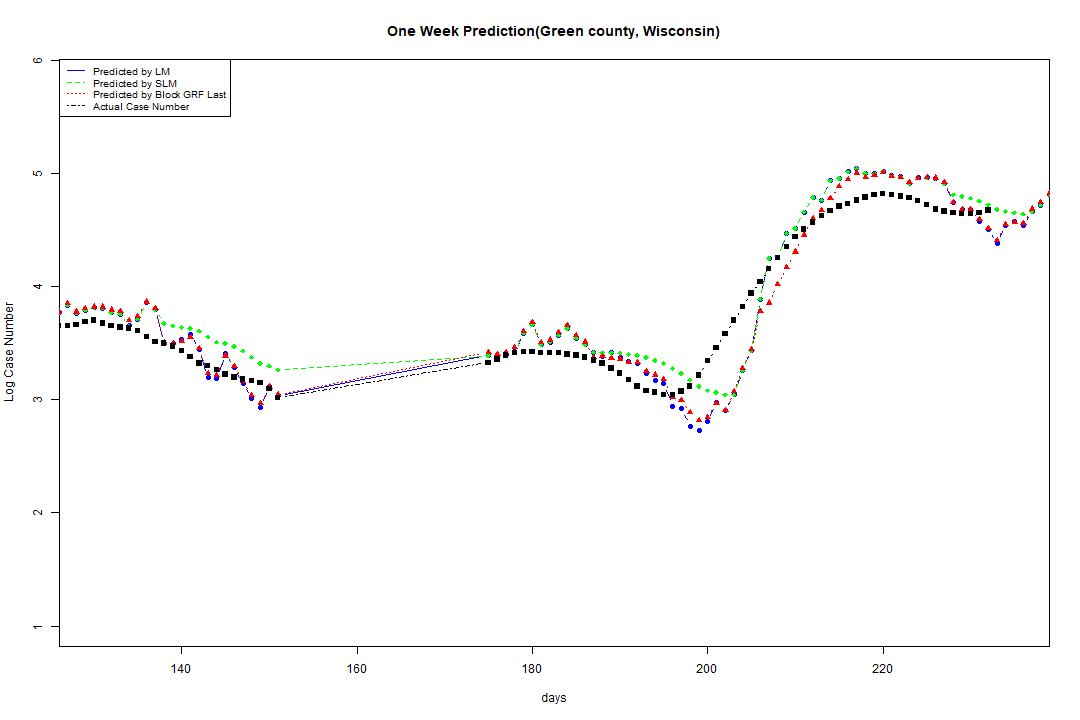 One Week Prediction(Green county, Wisconsin)
6
5
4
3
2
1
Log Case Number
Predicted by LM
Predicted by SLM
Predicted by Block GRF Last
Actual Case Number
140 160 180 200 220
days